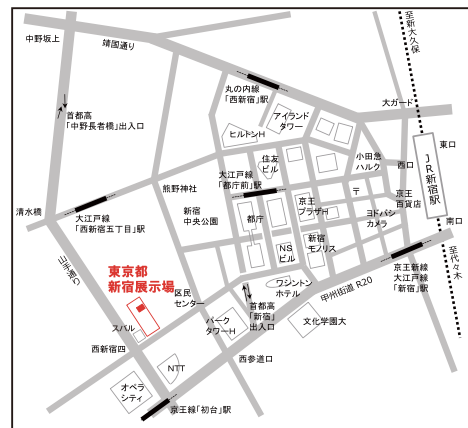 中野坂上
靖國通り
至新大久保
丸の内線
「西新宿」駅
大ガード
首都高
「中野長者橋」出入口
アイランド
タワー
ヒルトンH
東口
小田急
ハルク
西口
JR新宿駅
住友
ビル
熊野神社
大江戸線
「都庁前」駅
〒
京王
百貨店
清水橋
大江戸線
「西新宿五丁目」駅
新宿
中央公園
都庁
京王
プラザH
ヨドバシ
カメラ
南口
山手通り
NS
ビル
新宿
モノリス
至代々木
東京都
新宿展示場
区民
センター
ワシントン
ホテル
甲州街道 R20
京王新線
大江戸線
「新宿」駅
スバル
パーク
タワーH
首都高
「新宿」
出入口
文化学園大
西新宿四
西参道口
NTT
オペラ
シティ
京王線「初台」駅